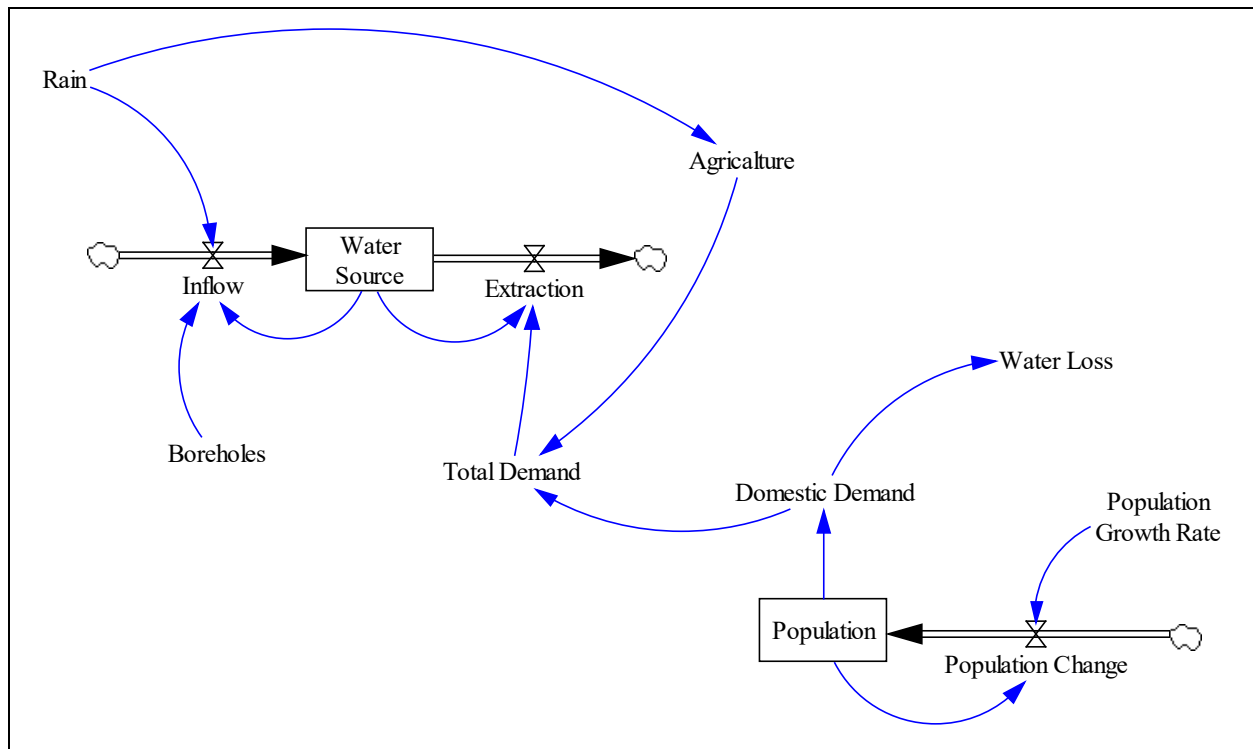 Rain
Agricalture
Water
Source
Inflow
Extraction
Water Loss
Boreholes
Total Demand
Domestic Demand
Population
Growth Rate
Population
Population Change